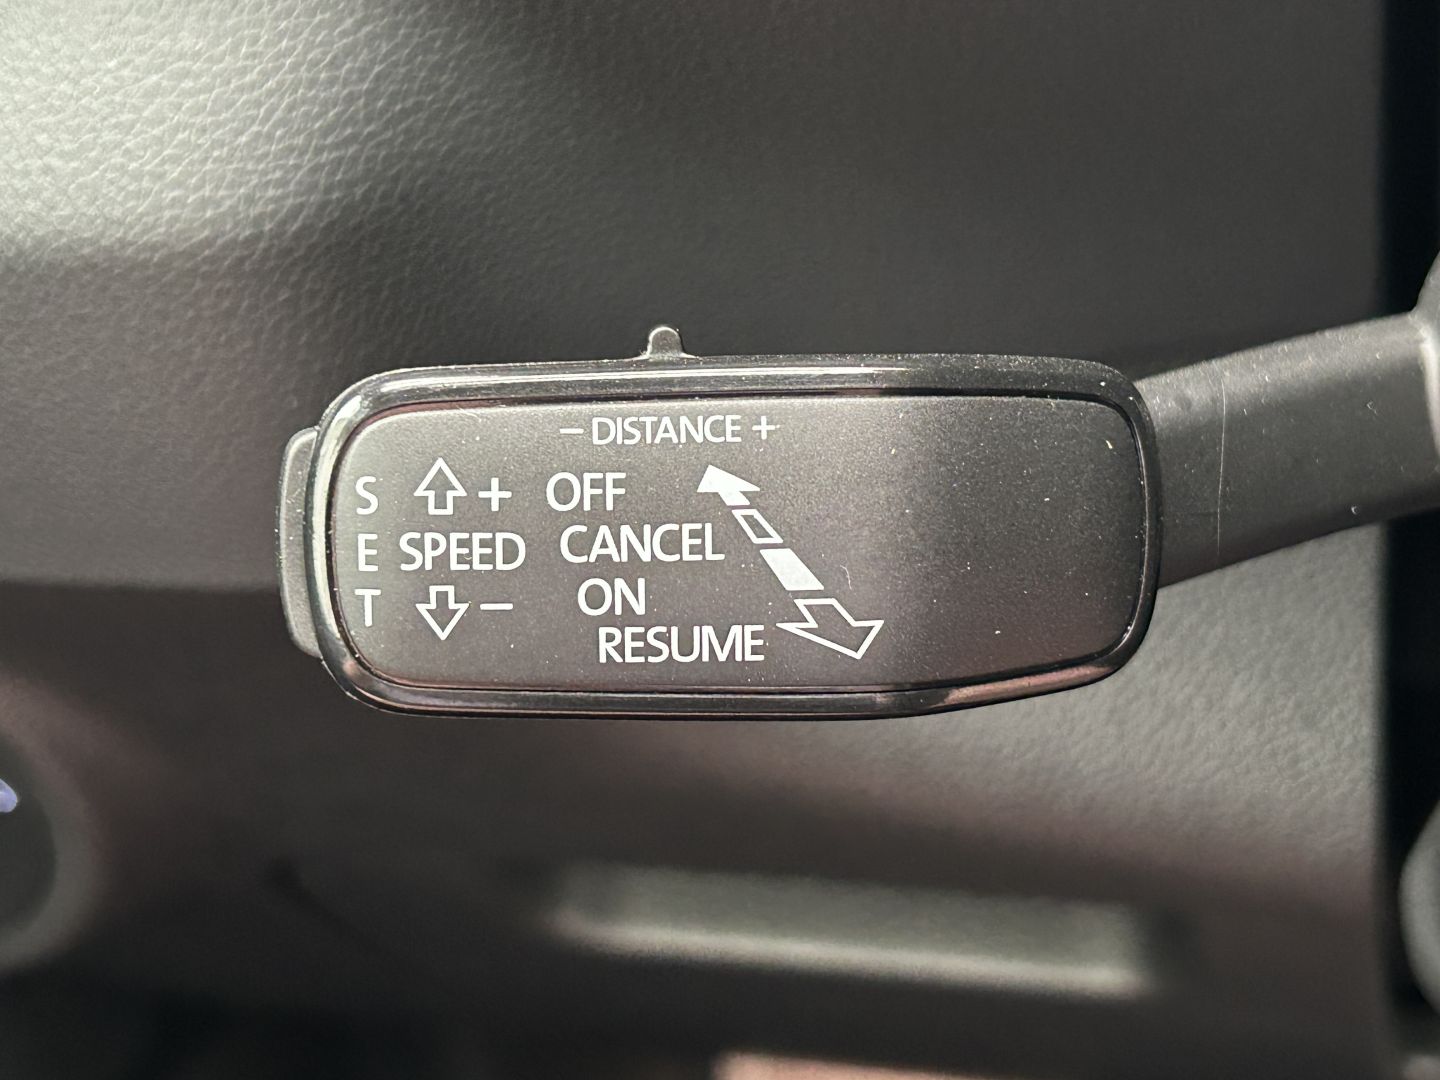 – DISTANCE +
S + OFF
E SPEED CANCEL
T – ON
RESUME